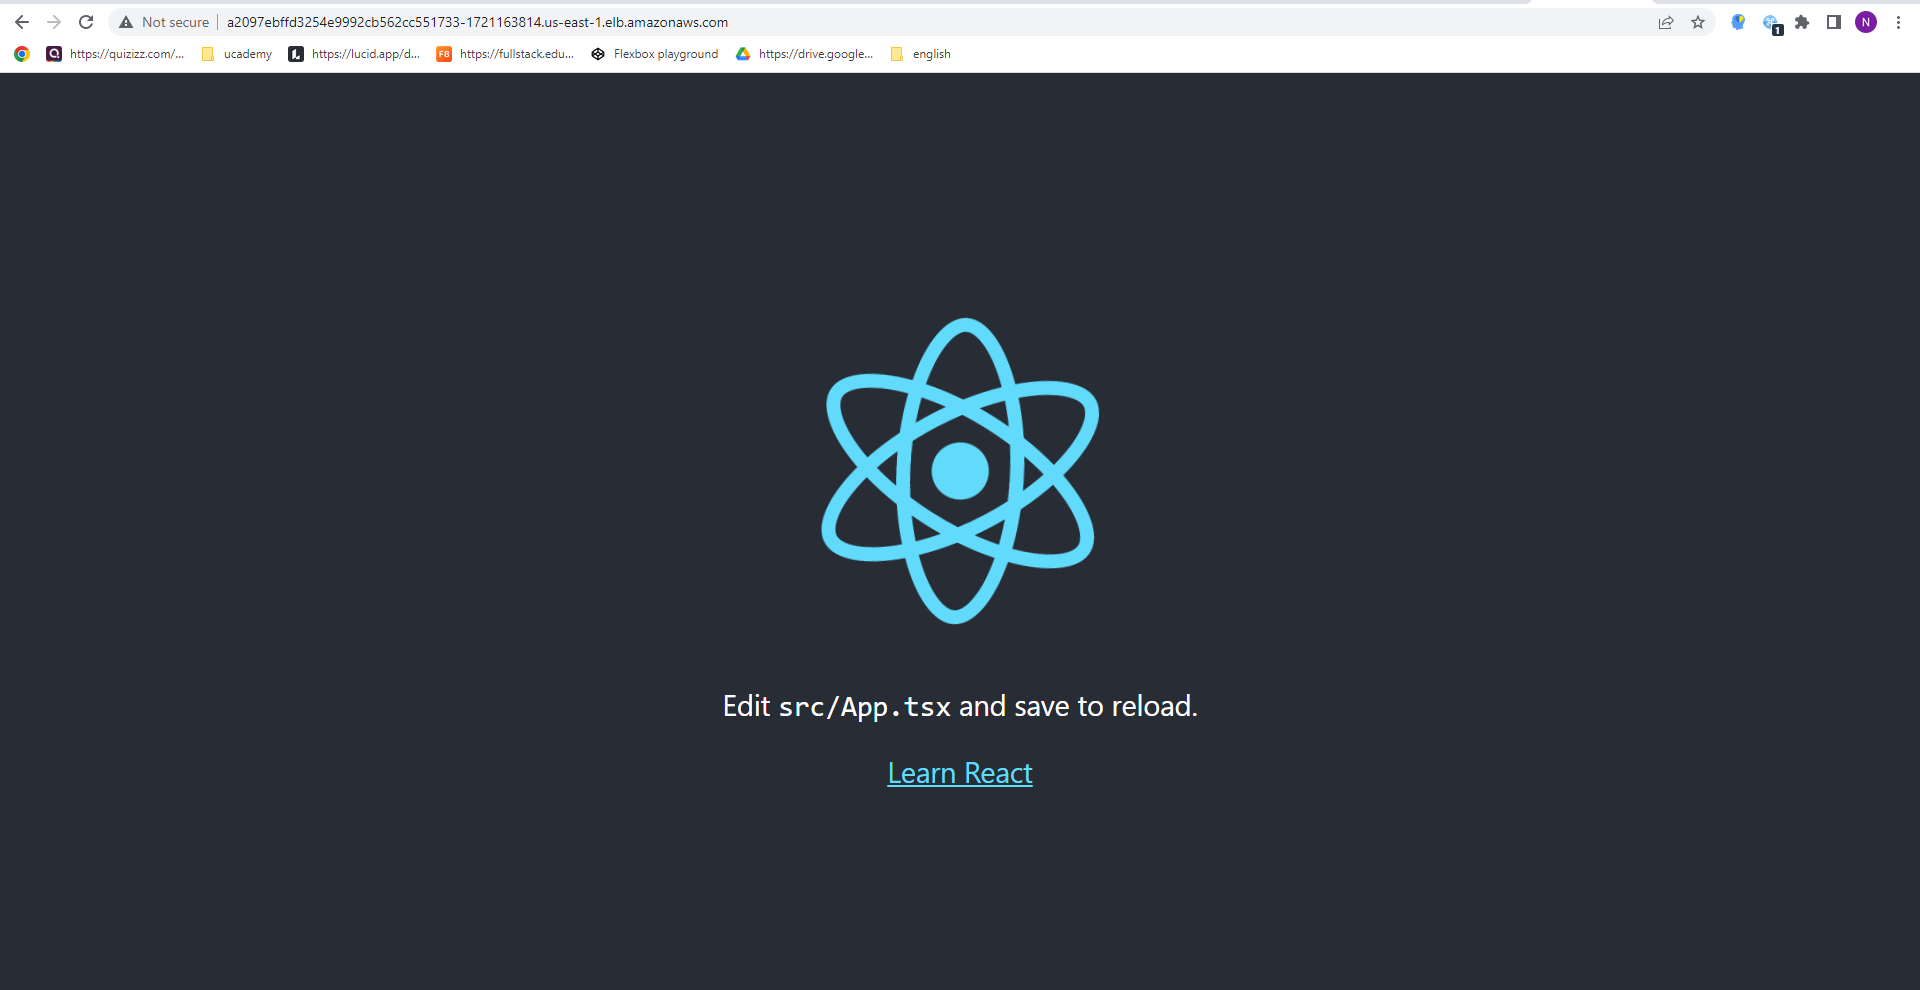 Not secure a2097ebffd3254e9992cb562cc551733-1721163814.us-east-1.elb.amazonaws.com 1 N
https://quizizz.com/... ucademy https://lucid.app/d... F8 https://fullstack.edu... Flexbox playground https://drive.google... english
Edit src/App.tsx and save to reload.
Learn React